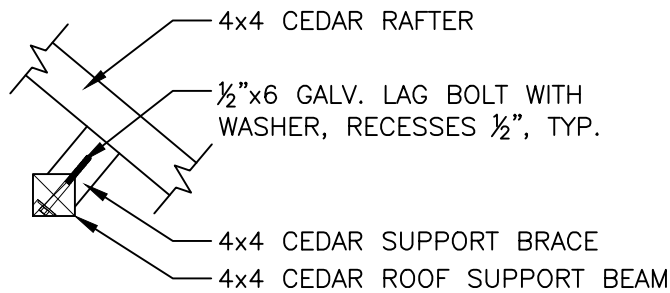 4x4 CEDAR RAFTER
½"x6 GALV. LAG BOLT WITH
WASHER, RECESSES ½", TYP.
4x4 CEDAR SUPPORT BRACE
4x4 CEDAR ROOF SUPPORT BEAM